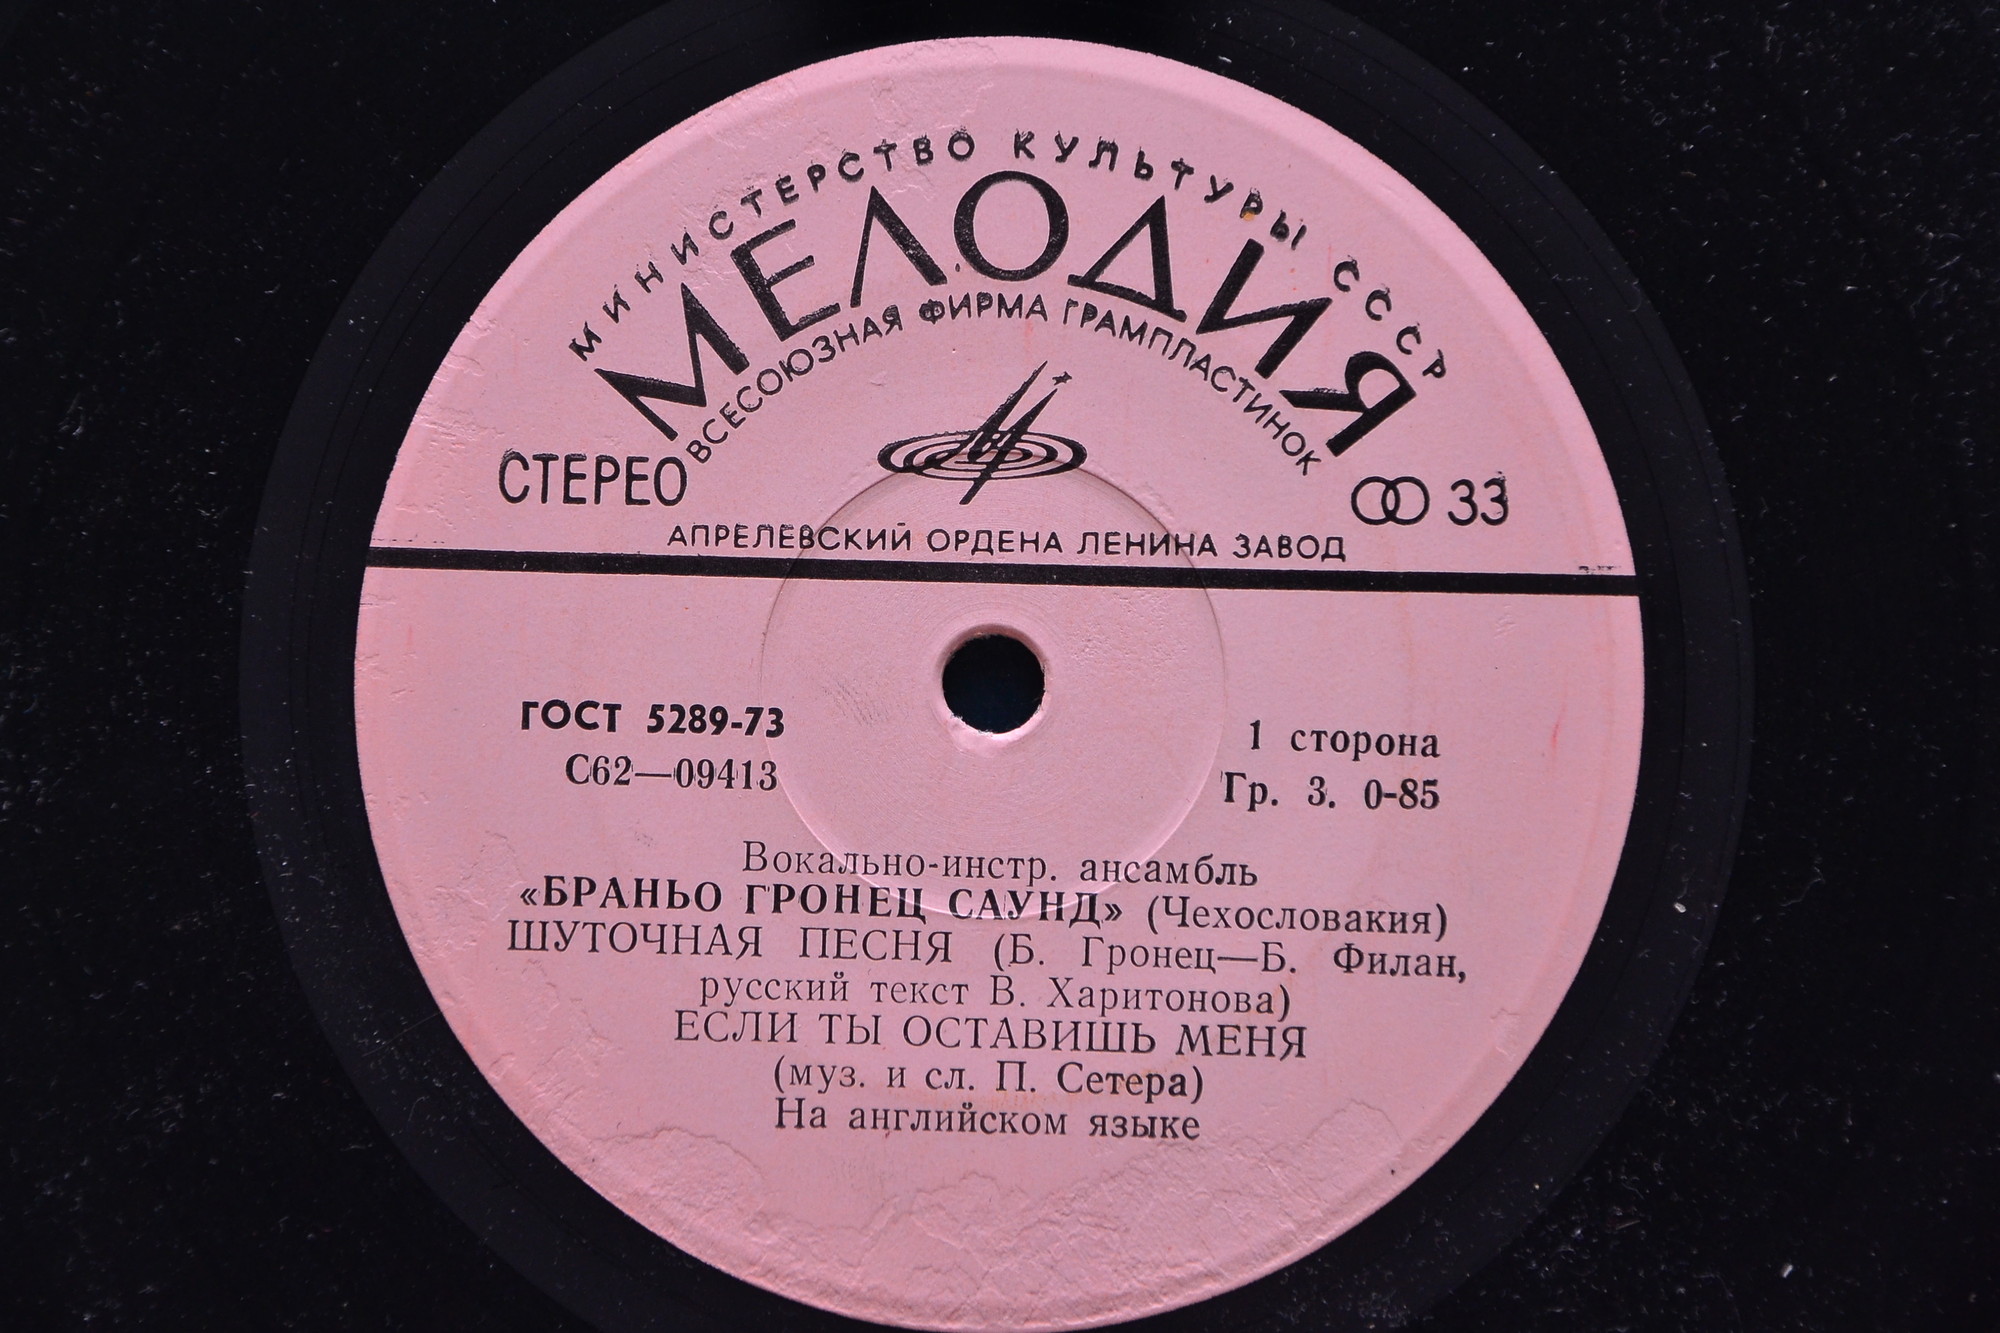 МИНИСТЕРСТВО КУЛЬТУРЫ СССР
МЕЛОДИЯ
ВСЕСОЮЗНАЯ ФИРМА ГРАМПЛАСТИНОК
СТЕРЕО
33
АПРЕЛЕВСКИЙ ОРДЕНА ЛЕНИНА ЗАВОД
ГОСТ 5289-73
С62—09413
1 сторона
Гр. 3. 0-85
Вокально-инстр. ансамбль
«БРАНЬО ГРОНЕЦ САУНД» (Чехословакия)
ШУТОЧНАЯ ПЕСНЯ (Б. Гронец—Б. Филан,
русский текст В. Харитонова)
ЕСЛИ ТЫ ОСТАВИШЬ МЕНЯ
(муз. и сл. П. Сетера)
На английском языке